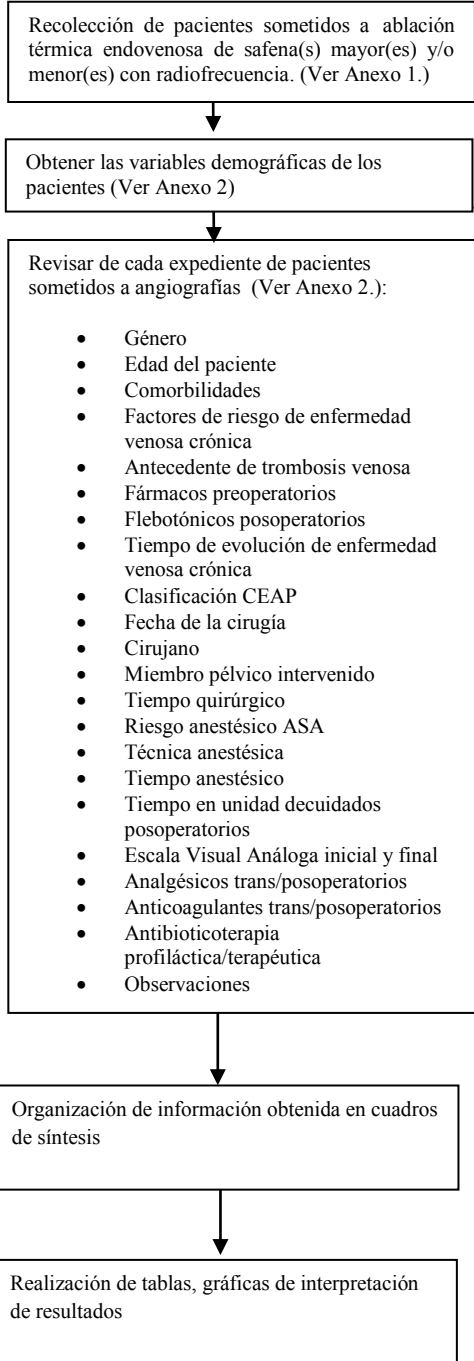 Recolección de pacientes sometidos a ablación
térmica endovenosa de safena(s) mayor(es) y/o
menor(es) con radiofrecuencia. (Ver Anexo 1.)
Obtener las variables demográficas de los
pacientes (Ver Anexo 2)
Revisar de cada expediente de pacientes
sometidos a angiografías (Ver Anexo 2.):
• Género
• Edad del paciente
• Comorbilidades
• Factores de riesgo de enfermedad
venosa crónica
• Antecedente de trombosis venosa
• Fármacos preoperatorios
• Flebotónicos posoperatorios
• Tiempo de evolución de enfermedad
venosa crónica
• Clasificación CEAP
• Fecha de la cirugía
• Cirujano
• Miembro pélvico intervenido
• Tiempo quirúrgico
• Riesgo anestésico ASA
• Técnica anestésica
• Tiempo anestésico
• Tiempo en unidad decuidados
posoperatorios
• Escala Visual Análoga inicial y final
• Analgésicos trans/posoperatorios
• Anticoagulantes trans/posoperatorios
• Antibioticoterapia
profiláctica/terapéutica
• Observaciones
Organización de información obtenida en cuadros
de síntesis
Realización de tablas, gráficas de interpretación
de resultados